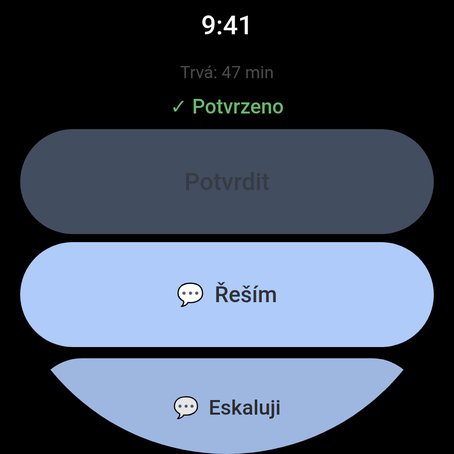 9:41
Trvá: 47 min
✓ Potvrzeno
Potvrdit
💬 Řeším
💬 Eskaluji